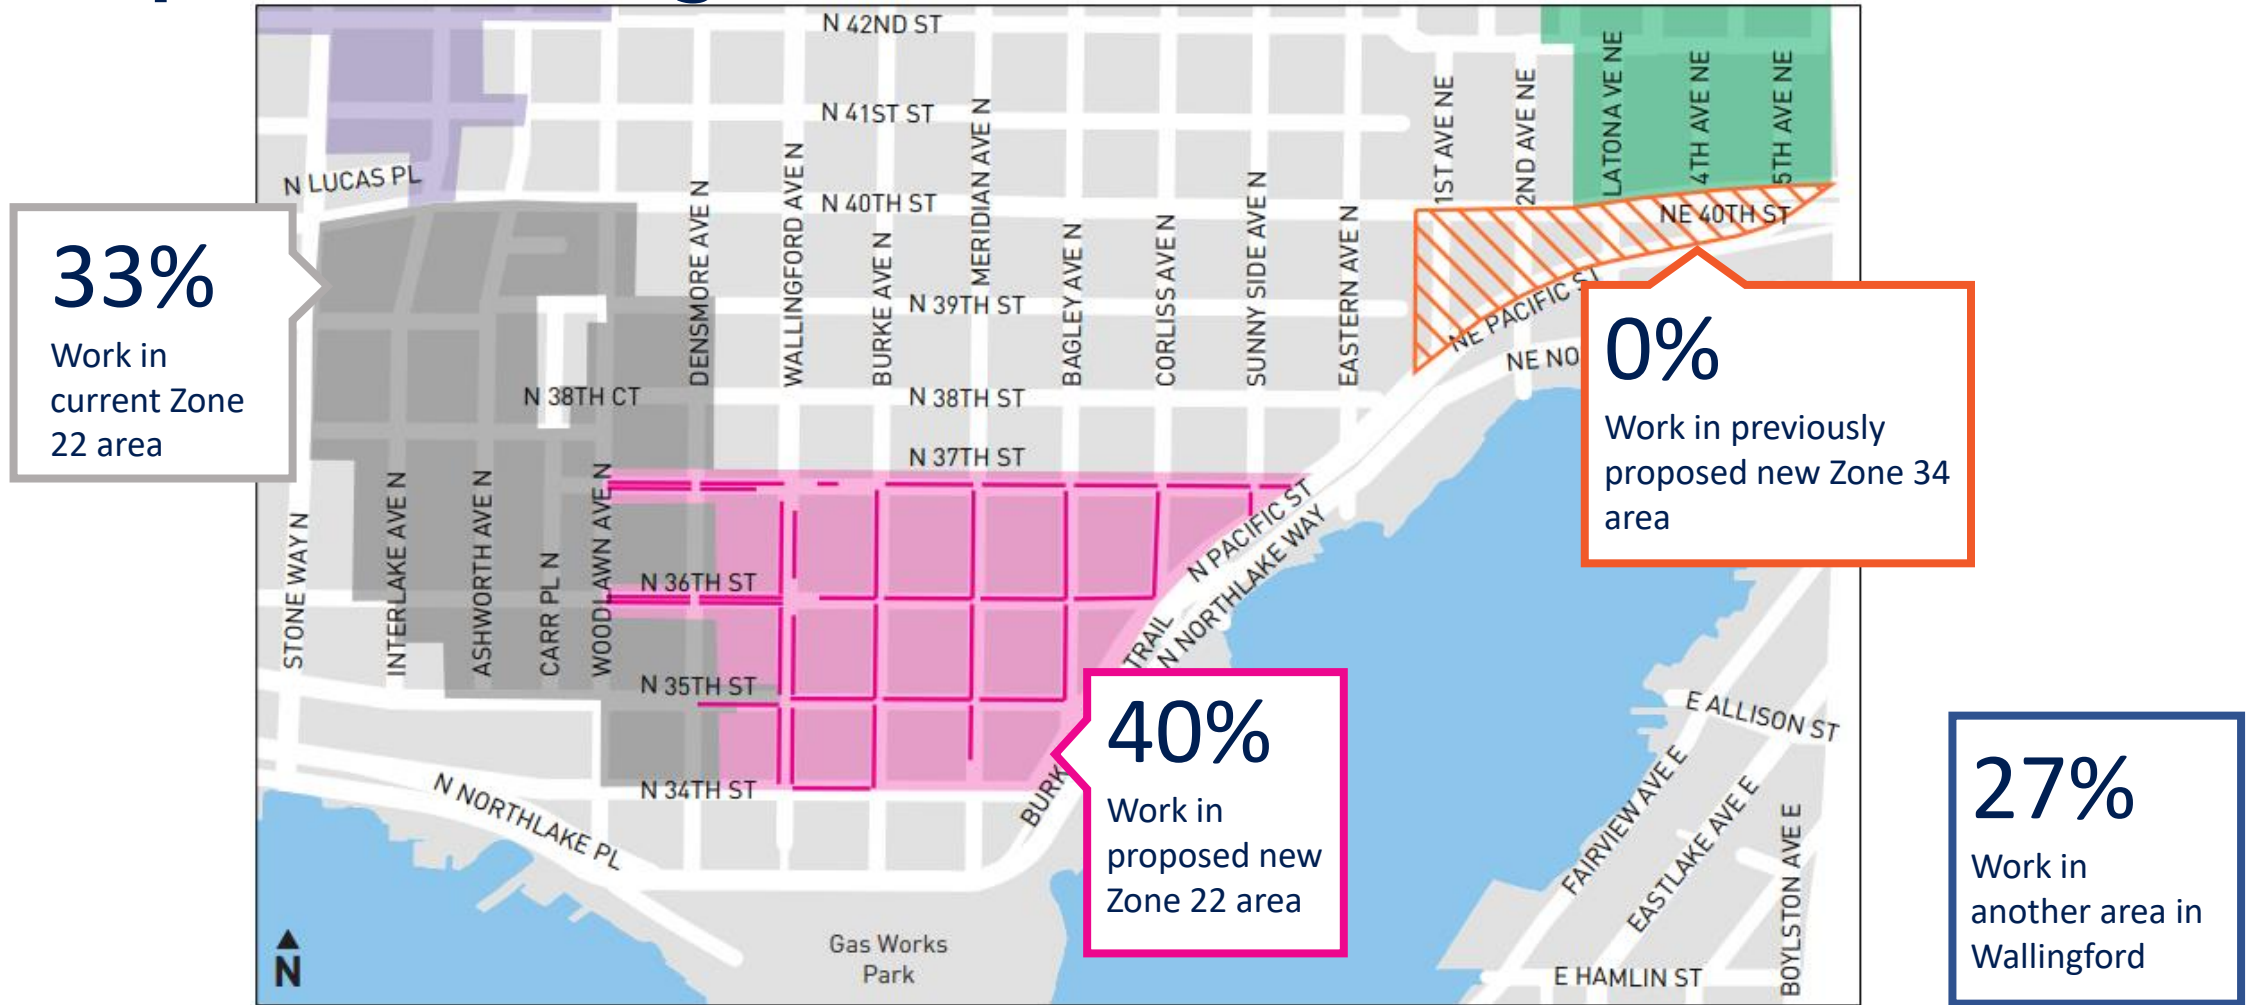 N 42ND ST
N 41ST ST
N LUCAS PL
N 40TH ST
NE 40TH ST
N 39TH ST
N 38TH CT
N 38TH ST
N 37TH ST
N 36TH ST
N 35TH ST
N 34TH ST
STONE WAY N
INTERLAKE AVE N
ASHWORTH AVE N
CARR PL N
WOODLAWN AVE N
DENSMORE AVE N
WALLINGFORD AVE N
BURKE AVE N
MERIDIAN AVE N
BAGLEY AVE N
CORLISS AVE N
SUNNY SIDE AVE N
EASTERN AVE N
1ST AVE NE
2ND AVE NE
LATONA VE NE
4TH AVE NE
5TH AVE NE
NE PACIFIC ST
NE NO
N PACIFIC ST
N NORTHLAKE WAY
TRAIL
BURK
N NORTHLAKE PL
Gas Works
Park
E ALLISON ST
FAIRVIEW AVE E
EASTLAKE AVE E
BOYLSTON AVE E
E HAMLIN ST
N
33%
Work in
current Zone
22 area
0%
Work in previously
proposed new Zone 34
area
40%
Work in
proposed new
Zone 22 area
27%
Work in
another area in
Wallingford